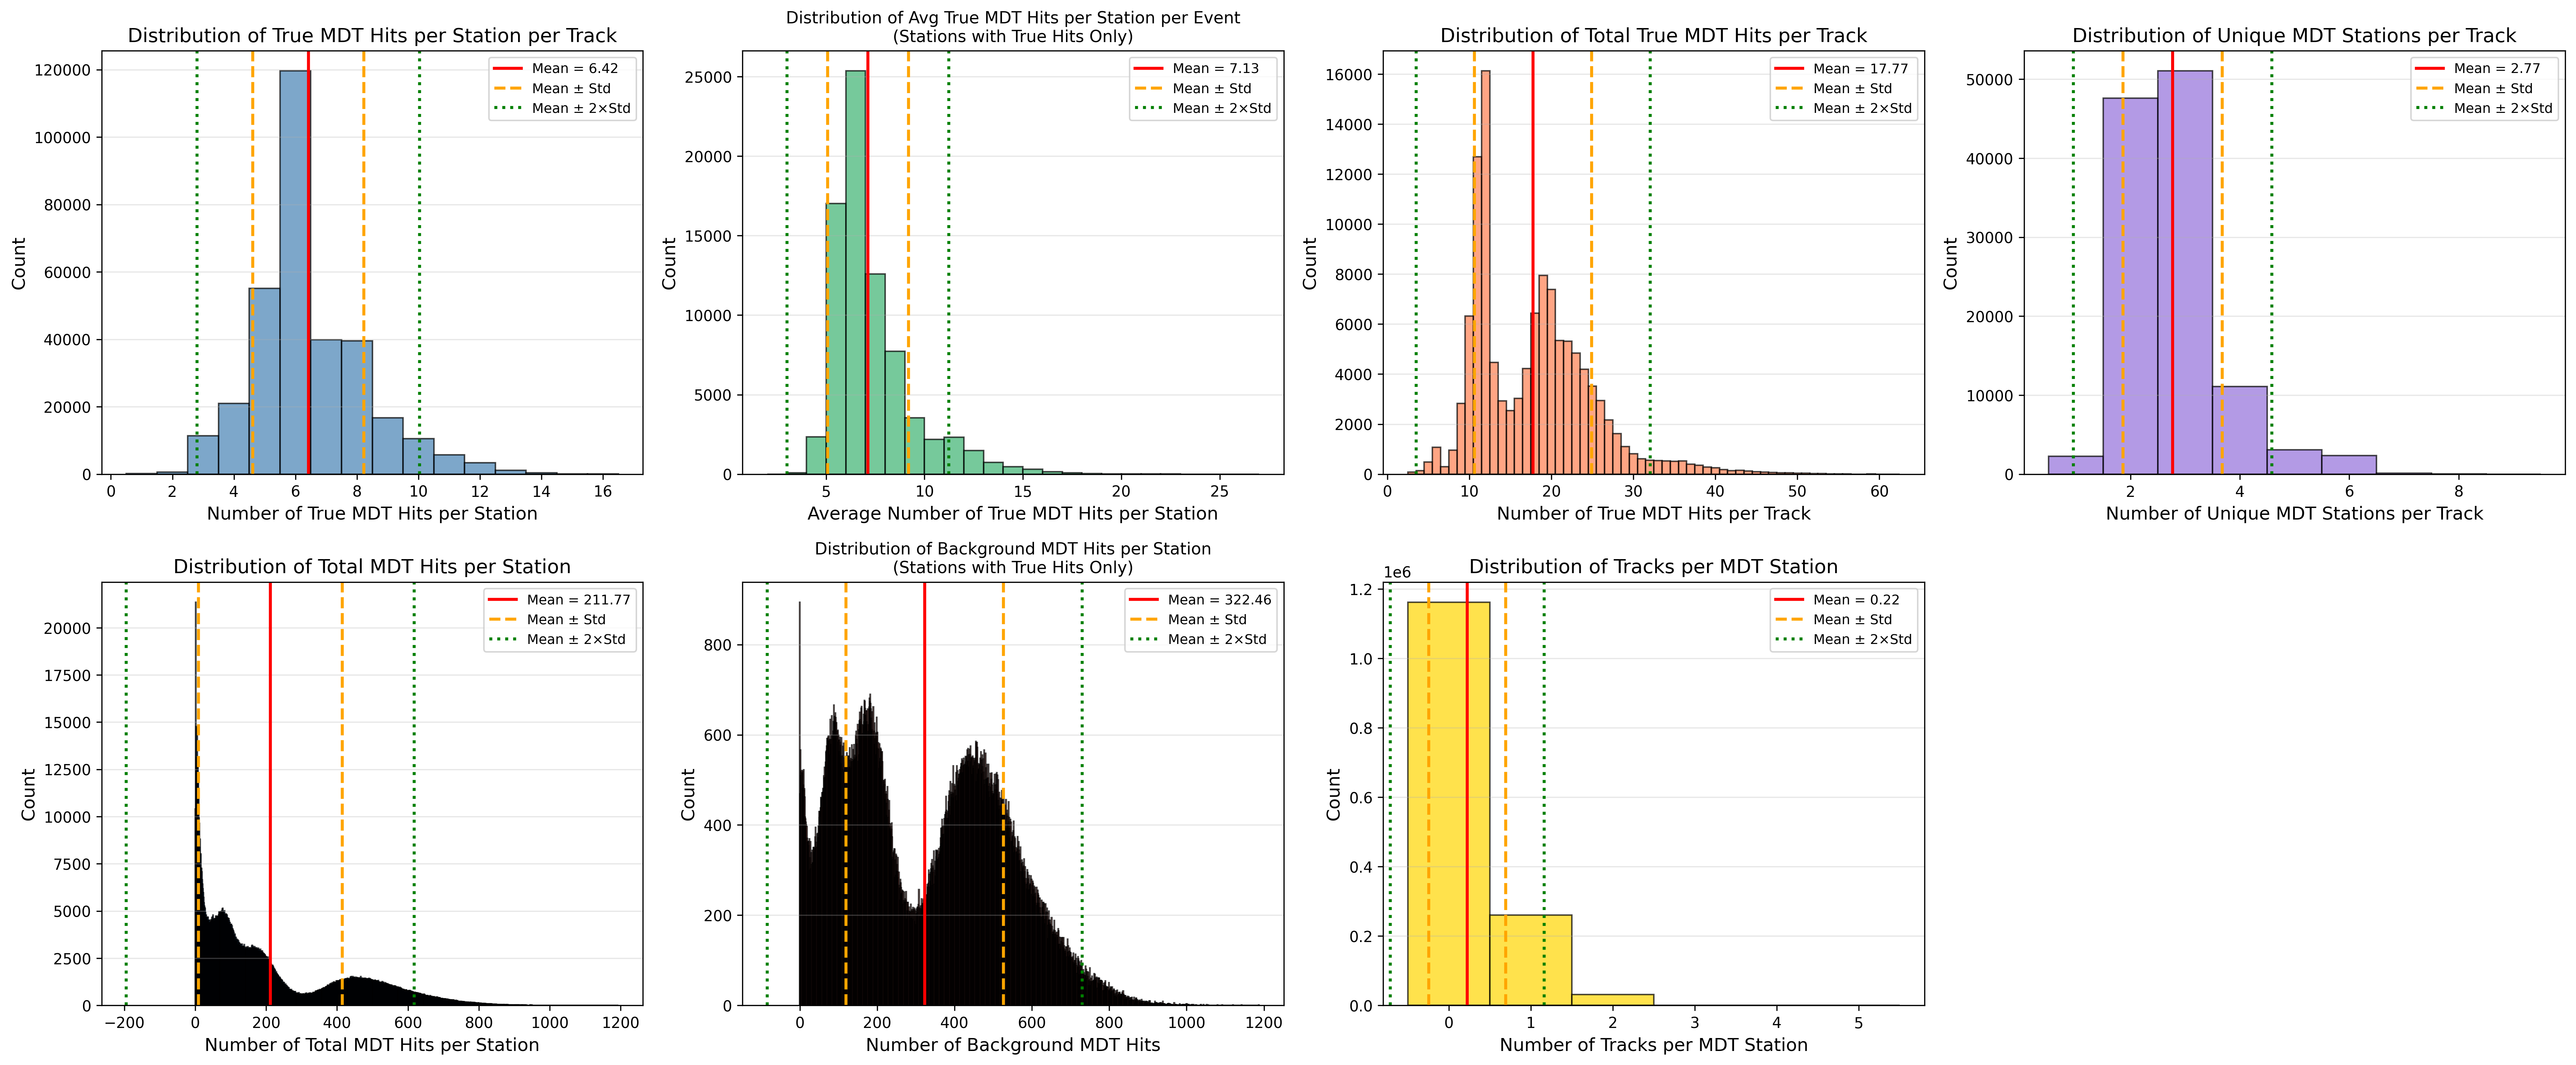 Distribution of True MDT Hits per Station per Track
Mean = 6.42
Mean ± Std
Mean ± 2×Std
120000
100000
80000
60000
40000
20000
0
Count
0 2 4 6 8 10 12 14 16
Number of True MDT Hits per Station
Distribution of Avg True MDT Hits per Station per Event
(Stations with True Hits Only)
Mean = 7.13
Mean ± Std
Mean ± 2×Std
25000
20000
15000
10000
5000
0
Count
5 10 15 20 25
Average Number of True MDT Hits per Station
Distribution of Total True MDT Hits per Track
Mean = 17.77
Mean ± Std
Mean ± 2×Std
16000
14000
12000
10000
8000
6000
4000
2000
0
Count
0 10 20 30 40 50 60
Number of True MDT Hits per Track
Distribution of Unique MDT Stations per Track
Mean = 2.77
Mean ± Std
Mean ± 2×Std
50000
40000
30000
20000
10000
0
Count
2 4 6 8
Number of Unique MDT Stations per Track
Distribution of Total MDT Hits per Station
Mean = 211.77
Mean ± Std
Mean ± 2×Std
20000
17500
15000
12500
10000
7500
5000
2500
0
Count
−200 0 200 400 600 800 1000 1200
Number of Total MDT Hits per Station
Distribution of Background MDT Hits per Station
(Stations with True Hits Only)
Mean = 322.46
Mean ± Std
Mean ± 2×Std
800
600
400
200
0
Count
0 200 400 600 800 1000 1200
Number of Background MDT Hits
Distribution of Tracks per MDT Station
1e6
Mean = 0.22
Mean ± Std
Mean ± 2×Std
1.2
1.0
0.8
0.6
0.4
0.2
0.0
Count
0 1 2 3 4 5
Number of Tracks per MDT Station